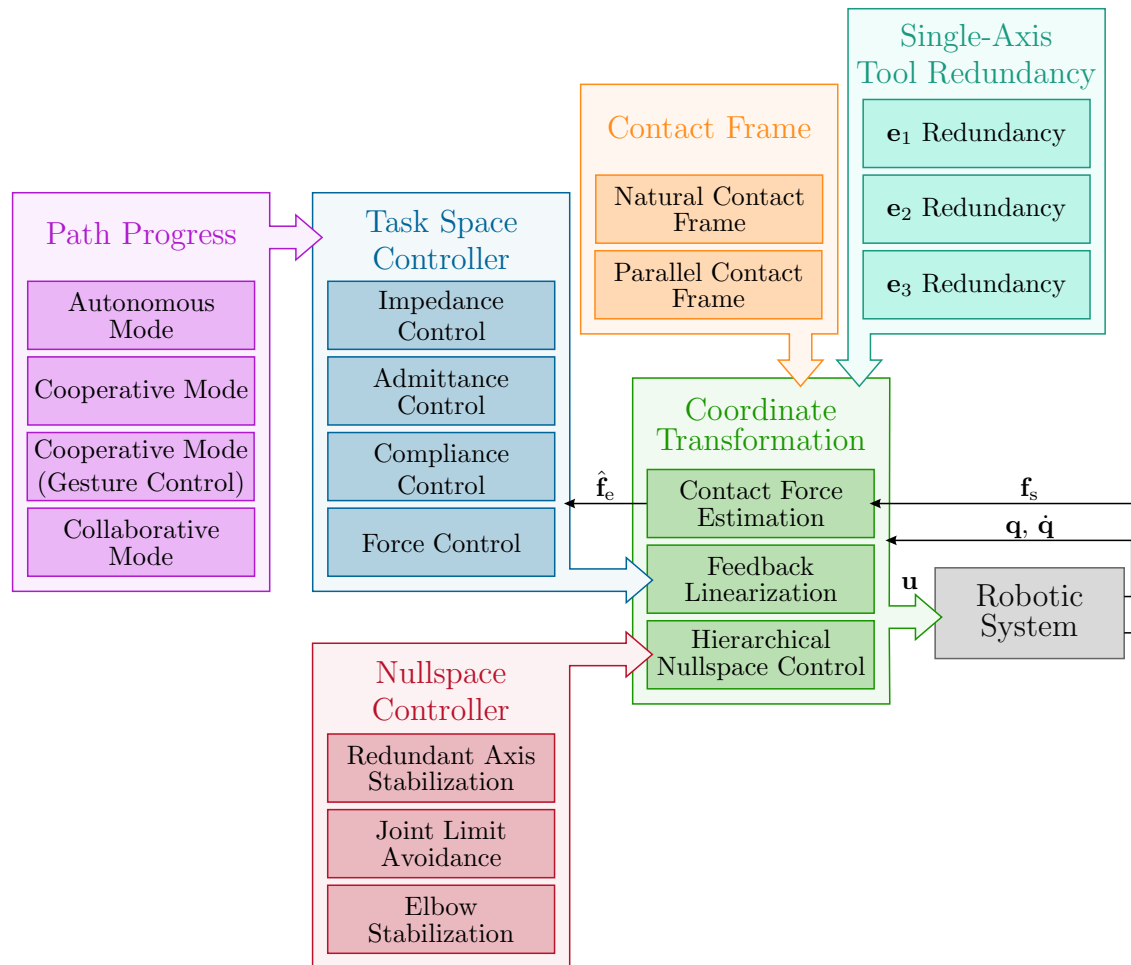 Single-Axis
Tool Redundancy
e₁ Redundancy
e₂ Redundancy
e₃ Redundancy
Contact Frame
Natural Contact
Frame
Parallel Contact
Frame
Path Progress
Autonomous
Mode
Cooperative Mode
Cooperative Mode
(Gesture Control)
Collaborative
Mode
Task Space
Controller
Impedance
Control
Admittance
Control
Compliance
Control
Force Control
Coordinate
Transformation
Contact Force
Estimation
Feedback
Linearization
Hierarchical
Nullspace Control
f̂ₑ
fₛ
q, q̇
u
Robotic
System
Nullspace
Controller
Redundant Axis
Stabilization
Joint Limit
Avoidance
Elbow
Stabilization